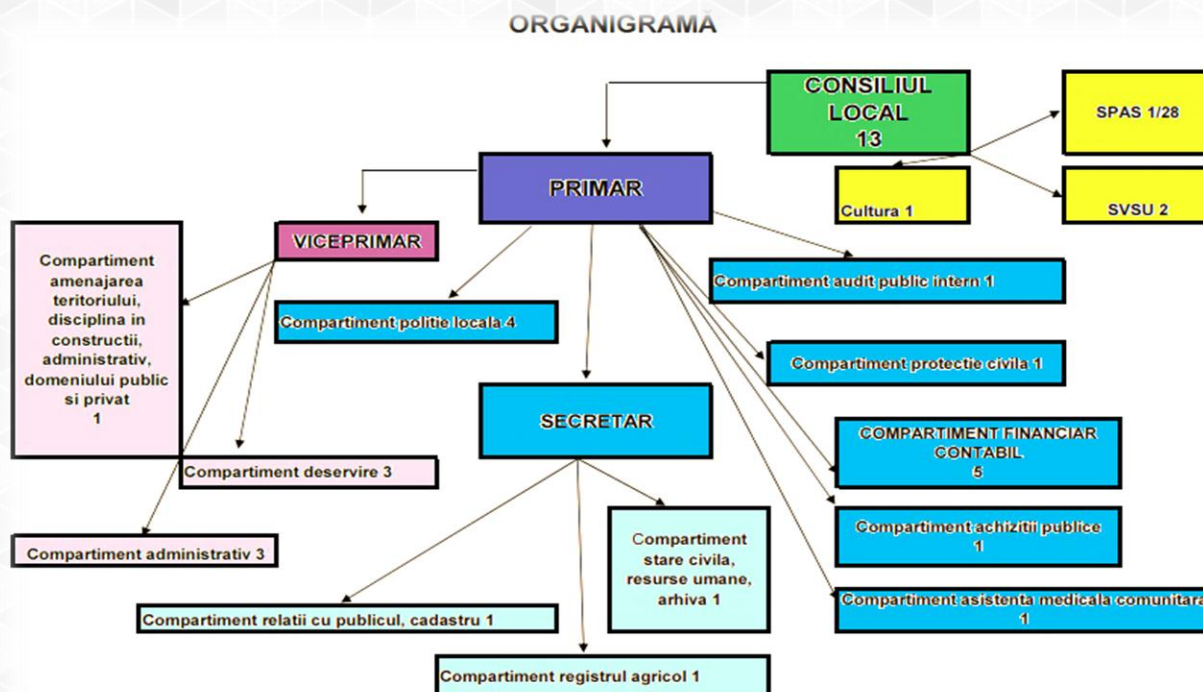 ORGANIGRAMĂ
CONSILIUL
LOCAL
13
SPAS 1/28
PRIMAR
Cultura 1
SVSU 2
VICEPRIMAR
Compartiment
amenajarea
teritoriului,
disciplina in
constructii,
administrativ,
domeniului public
si privat
1
Compartiment audit public intern 1
Compartiment politie locala 4
Compartiment protectie civila 1
SECRETAR
COMPARTIMENT FINANCIAR
CONTABIL
5
Compartiment deservire 3
Compartiment achizitii publice
1
Compartiment administrativ 3
Compartiment
stare civila,
resurse umane,
arhiva 1
Compartiment asistenta medicala comunitara
1
Compartiment relatii cu publicul, cadastru 1
Compartiment registrul agricol 1